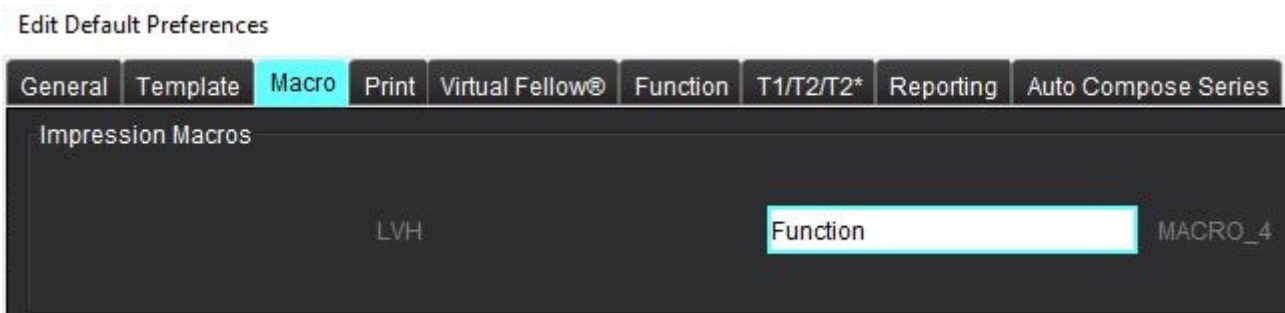 Edit Default Preferences
General Template Macro Print Virtual Fellow® Function T1/T2/T2* Reporting Auto Compose Series
Impression Macros
LVH Function MACRO_4